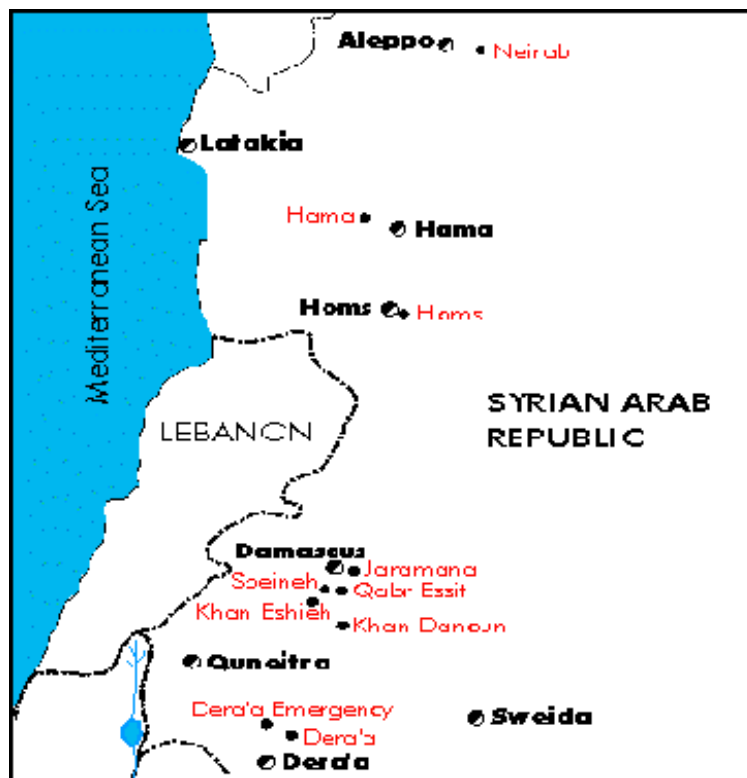 Aleppo
Neirab
Latakia
Mediterranean Sea
Hama
Hama
Homs
Homs
SYRIAN ARAB
REPUBLIC
LEBANON
Damascus
Jaramana
Sbeineh
Qabr Essit
Khan Eshieh
Khan Danoun
Qunaitra
Dera'a Emergency
Sweida
Dera'a
Dera'a